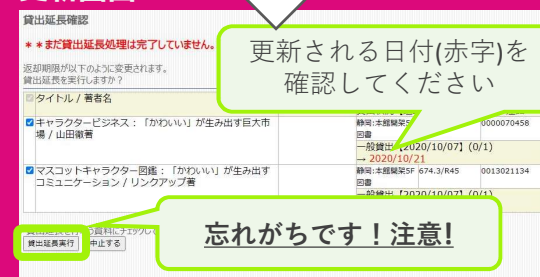 貸出延長確認
＊＊まだ貸出延長処理は完了していません。
返却期限が以下のように変更されます。
貸出延長を実行しますか？
更新される日付(赤字)を
確認してください
タイトル / 著者名
キャラクタービジネス：「かわいい」が生み出す巨大市
場 / 山田徹著
静岡:本館開架5F
図書
0000070458
一般貸出【2020/10/07】(0/1)
→ 2020/10/21
マスコットキャラクター図鑑：「かわいい」が生み出す
コミュニケーション / リンクアップ著
静岡:本館開架5F 674.3/R45 0013021134
図書
一般貸出【2020/10/07】(0/1)
忘れがちです！注意!
貸出延長実行 中止する